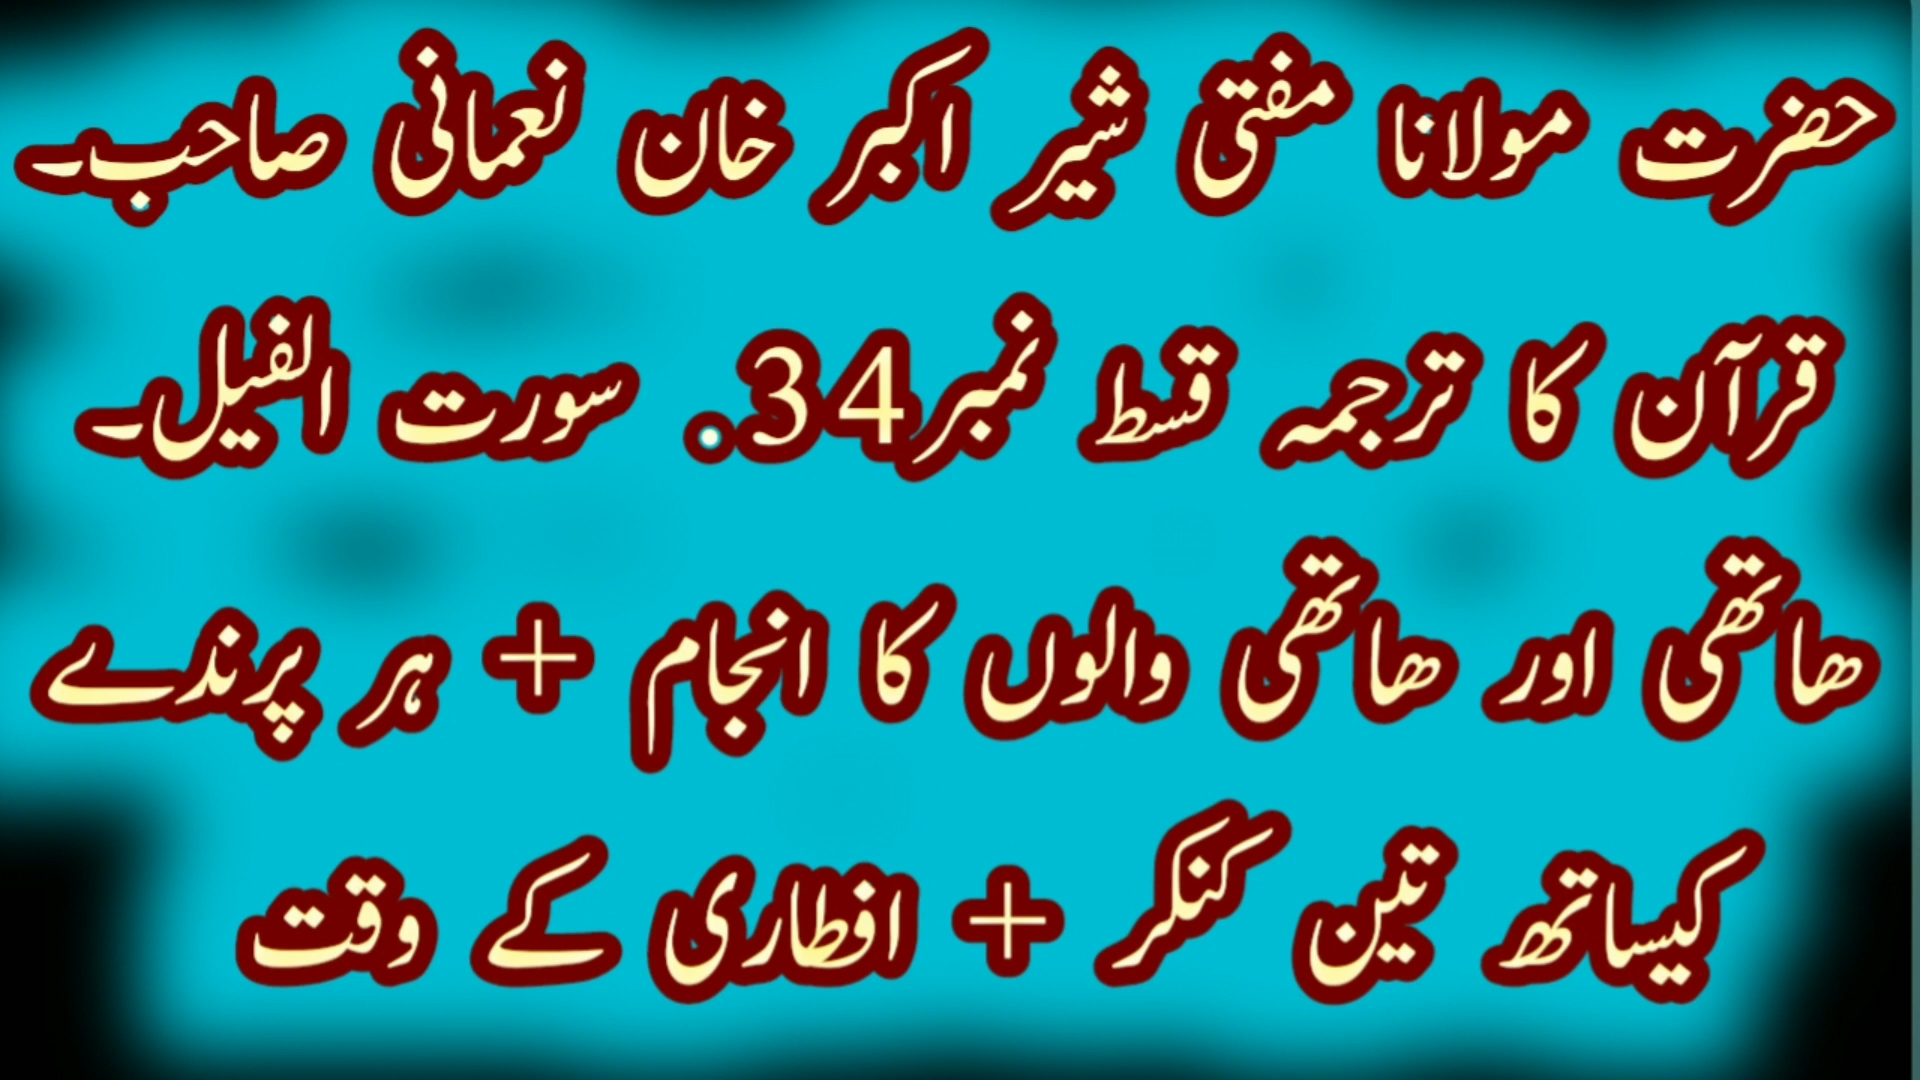 حضرت مولانا مفتی شیر اکبر خان نعمانی صاحب۔
قرآن کا ترجمہ قسط نمبر34. سورت الفیل۔
ھاتھی اور ھاتھی والوں کا انجام + ہر پرندے
کیساتھ تین کنکر + افطاری کے وقت